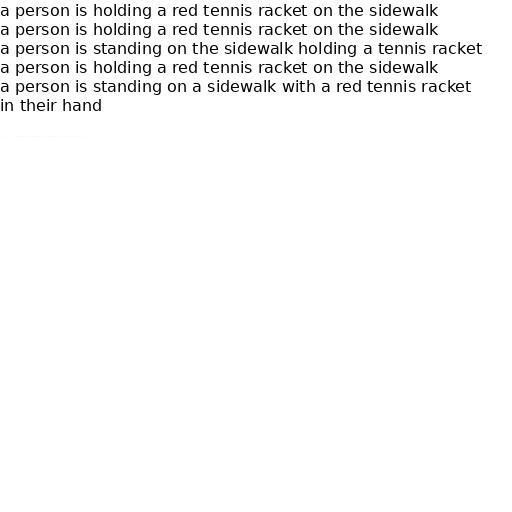 a person is holding a red tennis racket on the sidewalk
a person is holding a red tennis racket on the sidewalk
a person is standing on the sidewalk holding a tennis racket
a person is holding a red tennis racket on the sidewalk
a person is standing on a sidewalk with a red tennis racket
in their hand